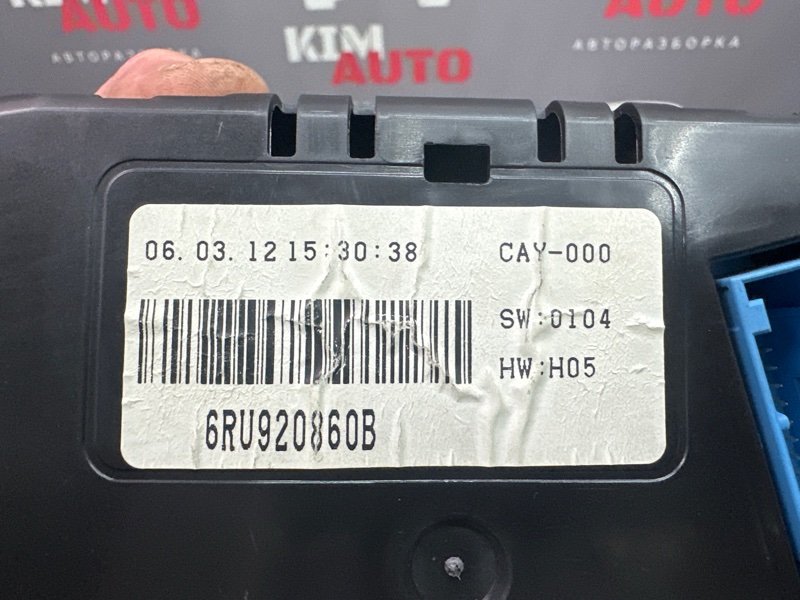 KIM AUTO
AUTO
АВТОРАЗБОРКА
АВТОРАЗБОРКА
KIM
AUTO
06. 03. 12 15:30:38
CAY-000
SW:0104
HW:H05
6RU920860B